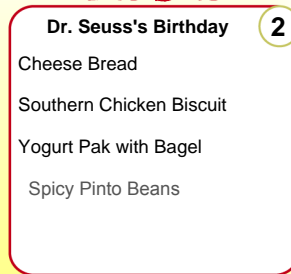 Dr. Seuss's Birthday
2
Cheese Bread
Southern Chicken Biscuit
Yogurt Pak with Bagel
Spicy Pinto Beans